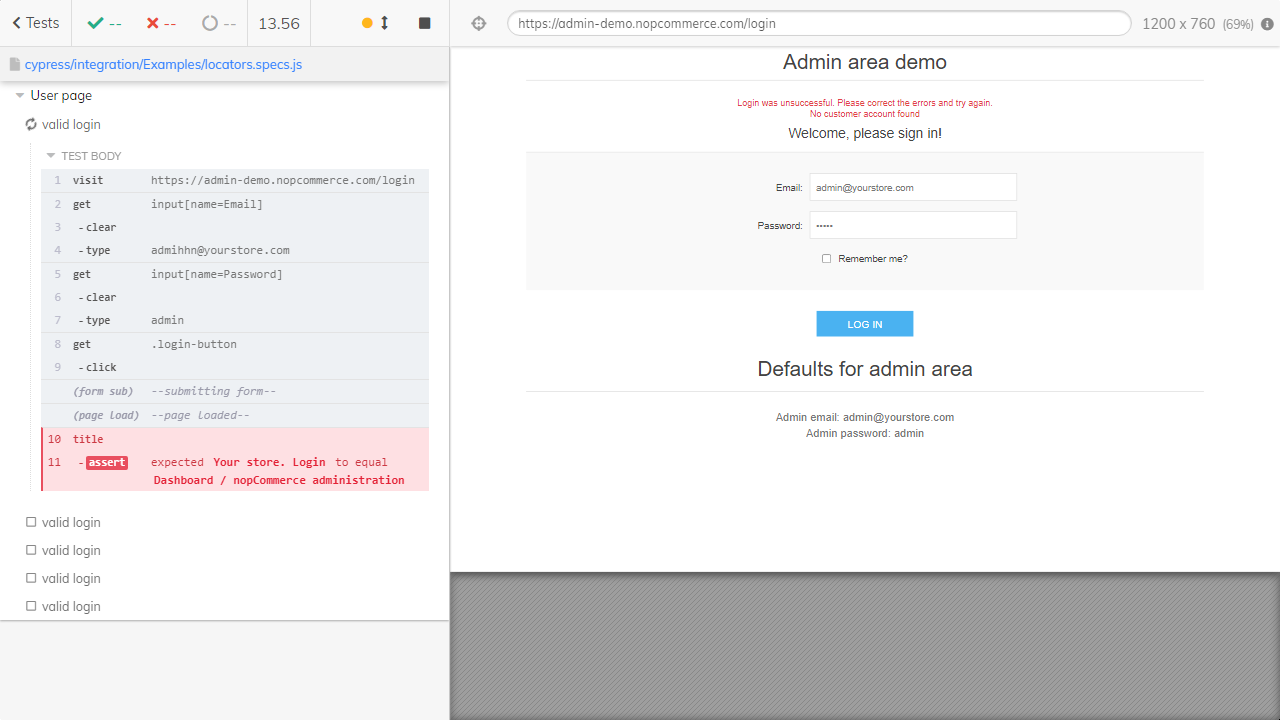 Tests -- -- -- 13.56
cypress/integration/Examples/locators.specs.js
User page
valid login
TEST BODY
1 visit https://admin-demo.nopcommerce.com/login
2 get input[name=Email]
3 -clear
4 -type admihhn@yourstore.com
5 get input[name=Password]
6 -clear
7 -type admin
8 get .login-button
9 -click
(form sub) --submitting form--
(page load) --page loaded--
10 title
11 -assert expected Your store. Login to equal
Dashboard / nopCommerce administration
valid login
valid login
valid login
valid login
https://admin-demo.nopcommerce.com/login 1200 x 760 (69%)
Admin area demo
Login was unsuccessful. Please correct the errors and try again.
No customer account found
Welcome, please sign in!
Email: admin@yourstore.com
Password: •••••
Remember me?
LOG IN
Defaults for admin area
Admin email: admin@yourstore.com
Admin password: admin